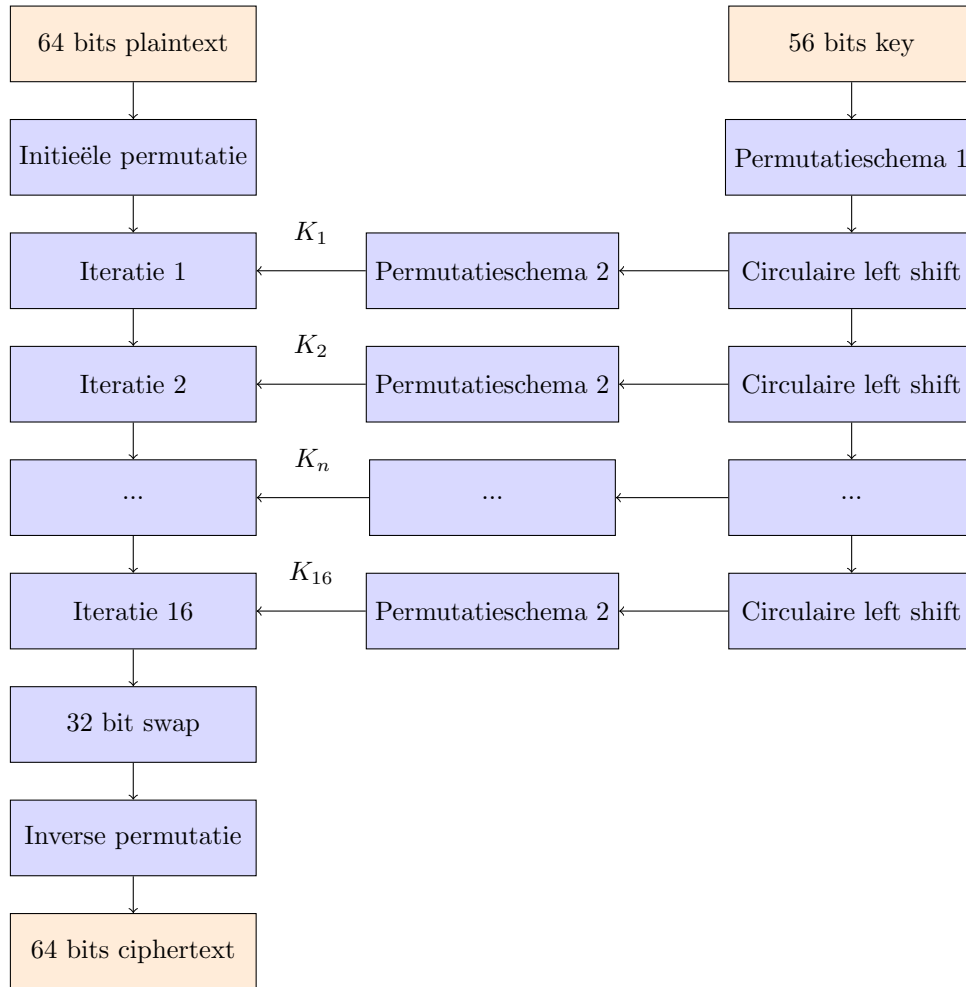 64 bits plaintext
56 bits key
Initieële permutatie
Permutatieschema 1
K₁
Iteratie 1
Permutatieschema 2
Circulaire left shift
K₂
Iteratie 2
Permutatieschema 2
Circulaire left shift
Kₙ
...
...
...
K₁₆
Iteratie 16
Permutatieschema 2
Circulaire left shift
32 bit swap
Inverse permutatie
64 bits ciphertext